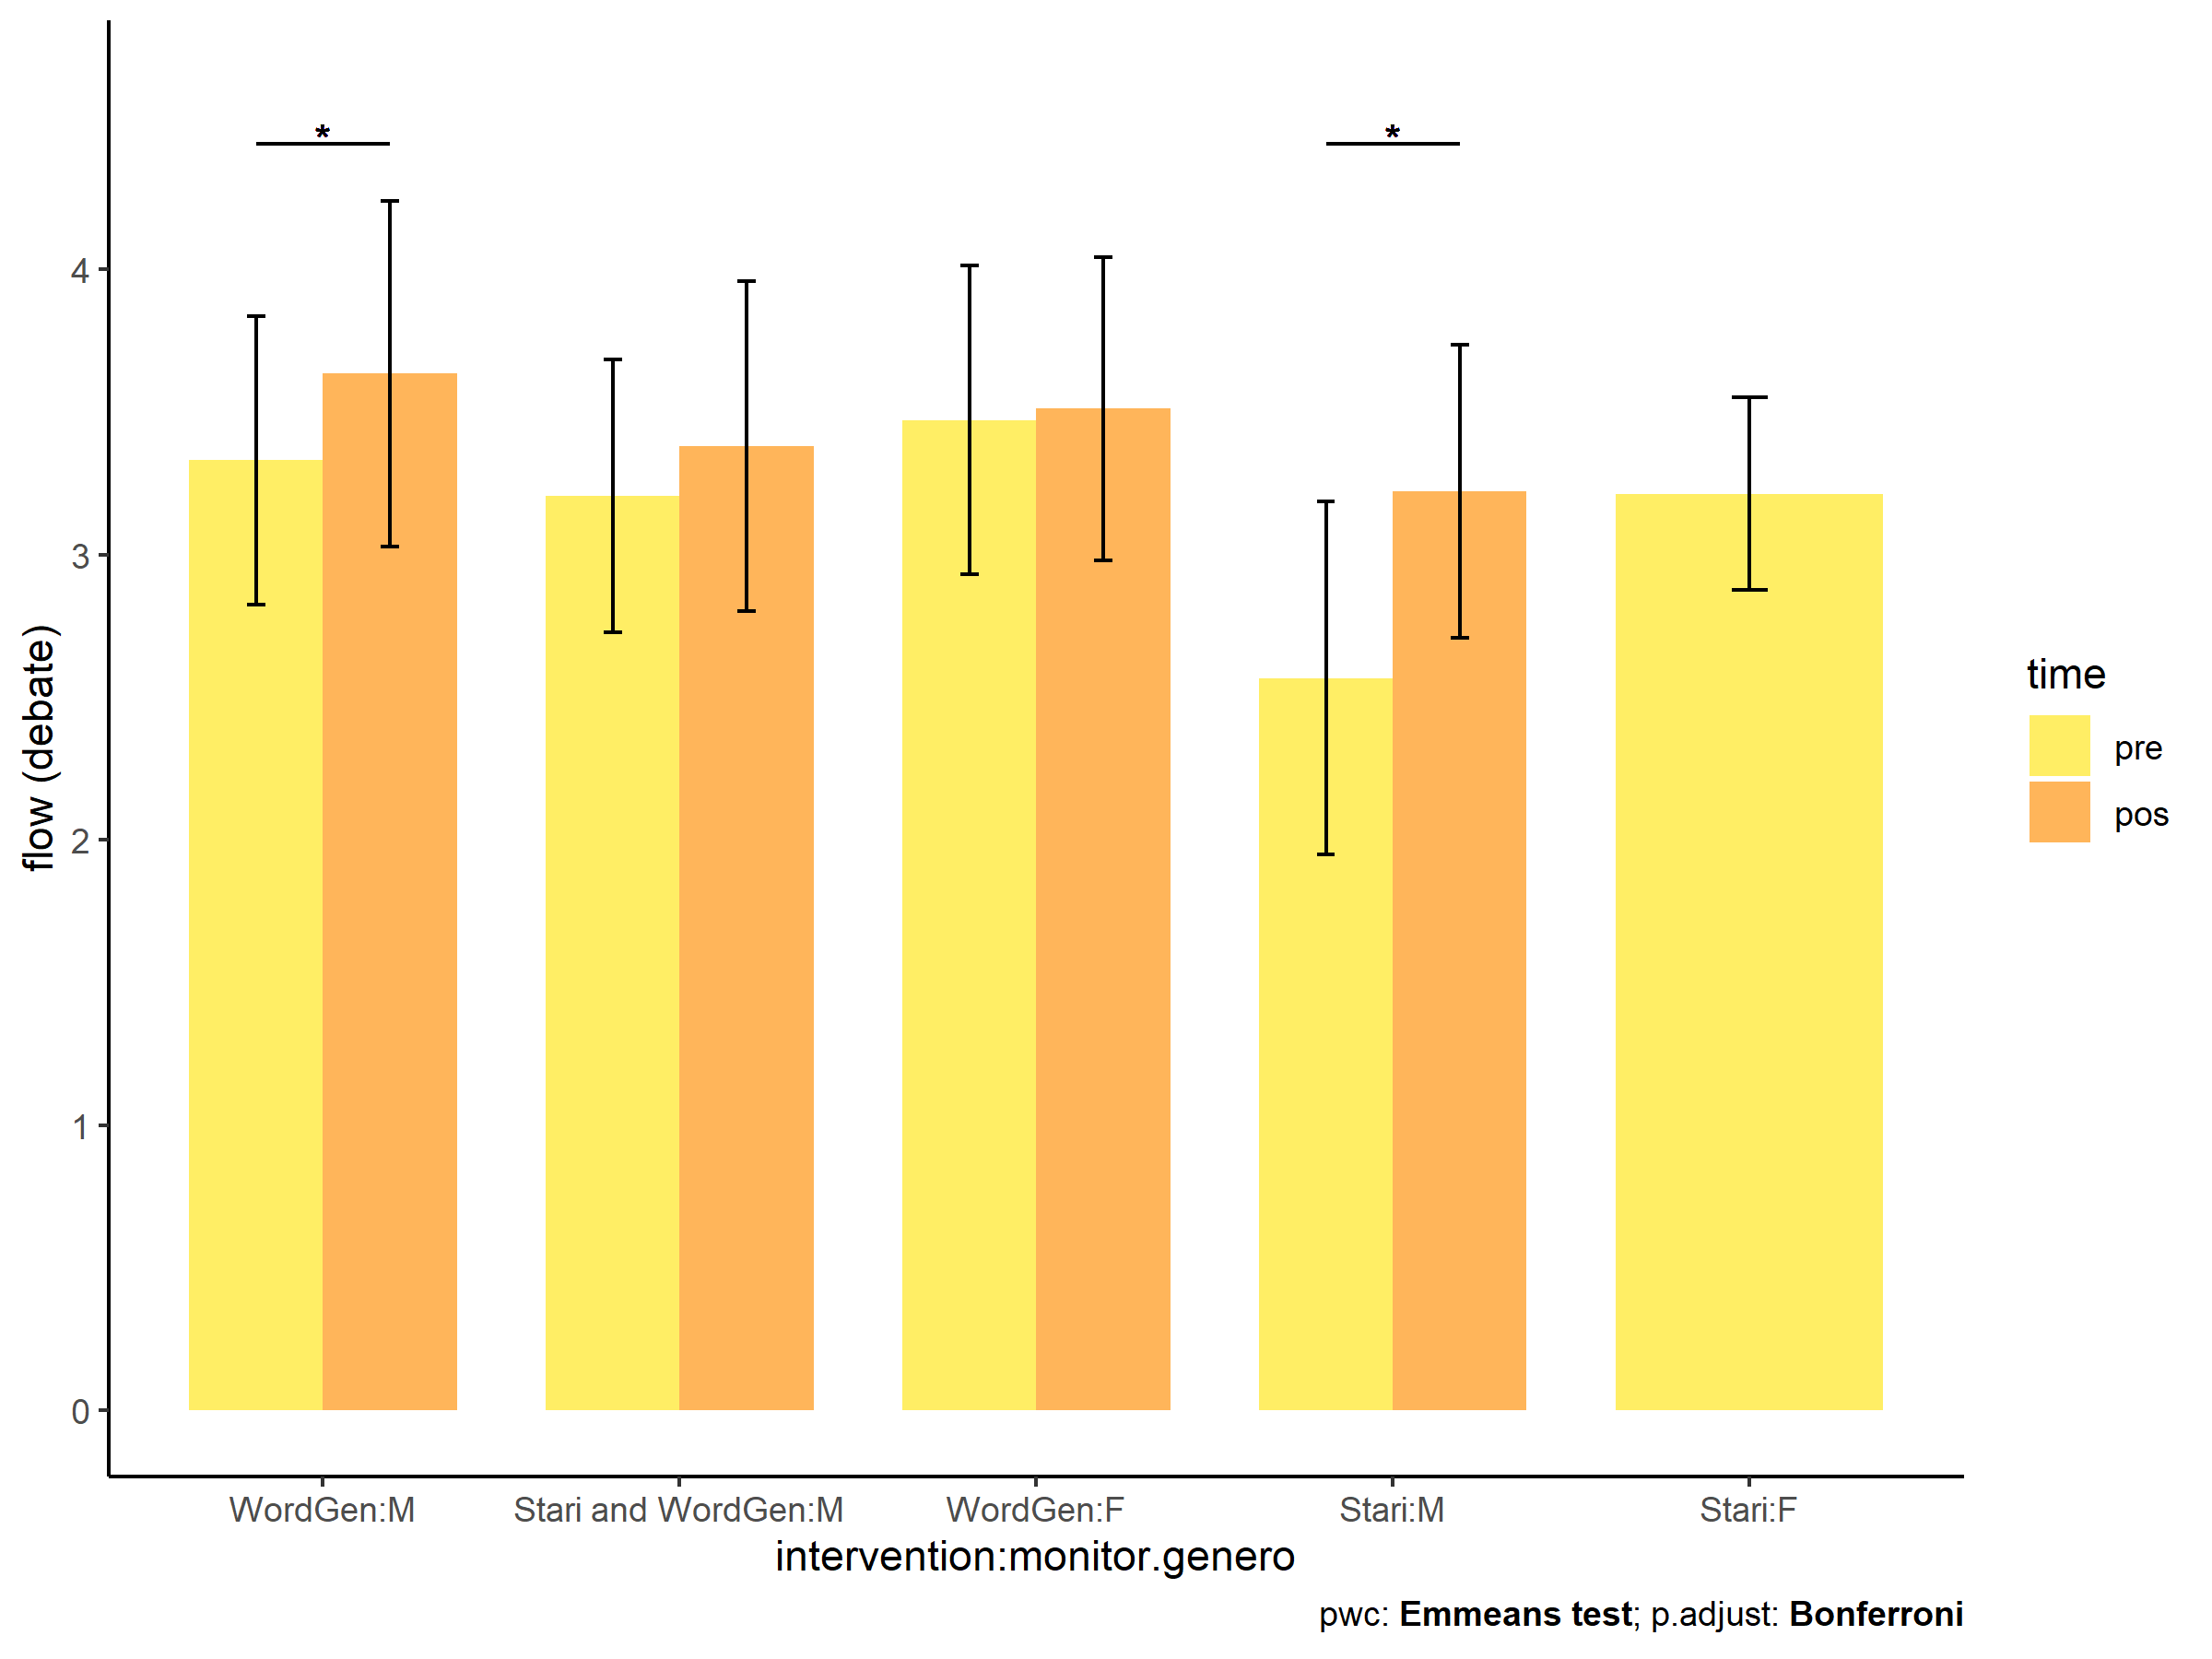 *
*
flow (debate)
4
3
2
1
0
WordGen:M
Stari and WordGen:M
WordGen:F
Stari:M
Stari:F
intervention:monitor.genero
pwc: Emmeans test; p.adjust: Bonferroni
time
pre
pos